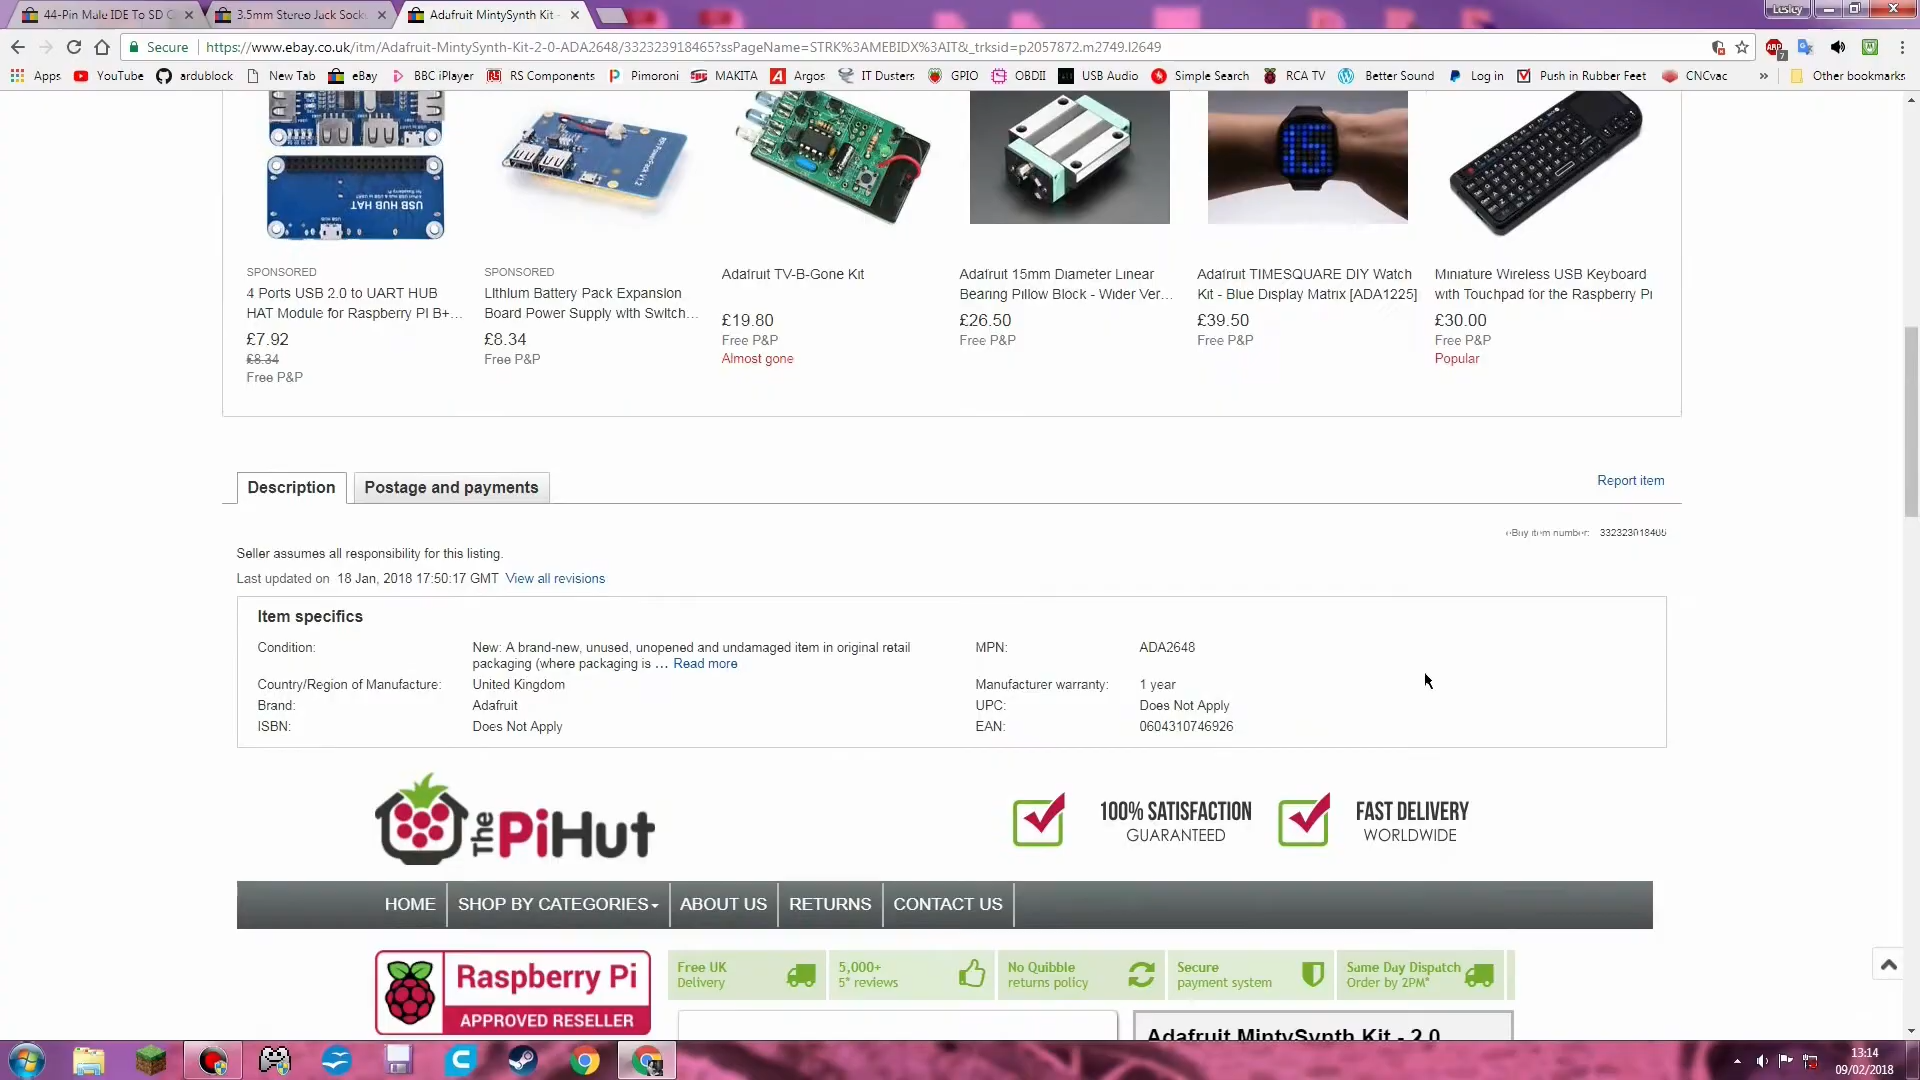 44-Pin Male IDE To SD C
3.5mm Stereo Jack Socke
Adafruit MintySynth Kit -
Lesley
Secure
https://www.ebay.co.uk/itm/Adafruit-MintySynth-Kit-2-0-ADA2648/332323918465?ssPageName=STRK%3AMEBIDX%3AIT&_trksid=p2057872.m2749.l2649
Apps YouTube ardublock New Tab eBay BBC iPlayer RS Components Pimoroni MAKITA Argos IT Dusters GPIO OBDII USB Audio Simple Search RCA TV Better Sound Log in Push in Rubber Feet CNCvac » Other bookmarks
USB HUB HAT
SPONSORED
4 Ports USB 2.0 to UART HUB
HAT Module for Raspberry PI B+...
£7.92
£8.34
Free P&P
SPONSORED
Lithium Battery Pack Expansion
Board Power Supply with Switch...
£8.34
Free P&P
Adafruit TV-B-Gone Kit
£19.80
Free P&P
Almost gone
Adafruit 15mm Diameter Linear
Bearing Pillow Block - Wider Ver...
£26.50
Free P&P
Adafruit TIMESQUARE DIY Watch
Kit - Blue Display Matrix [ADA1225]
£39.50
Free P&P
Miniature Wireless USB Keyboard
with Touchpad for the Raspberry Pi
£30.00
Free P&P
Popular
Description
Postage and payments
Report item
eBay item number: 332323918465
Seller assumes all responsibility for this listing.
Last updated on 18 Jan, 2018 17:50:17 GMT View all revisions
Item specifics
Condition: New: A brand-new, unused, unopened and undamaged item in original retail
packaging (where packaging is ... Read more
MPN: ADA2648
Country/Region of Manufacture: United Kingdom
Manufacturer warranty: 1 year
Brand: Adafruit
UPC: Does Not Apply
ISBN: Does Not Apply
EAN: 0604310746926
The PiHut
100% SATISFACTION
GUARANTEED
FAST DELIVERY
WORLDWIDE
HOME SHOP BY CATEGORIES ABOUT US RETURNS CONTACT US
Raspberry Pi
APPROVED RESELLER
Free UK
Delivery
5,000+
5* reviews
No Quibble
returns policy
Secure
payment system
Same Day Dispatch
Order by 2PM*
Adafruit MintySynth Kit - 2.0
13:14
09/02/2018